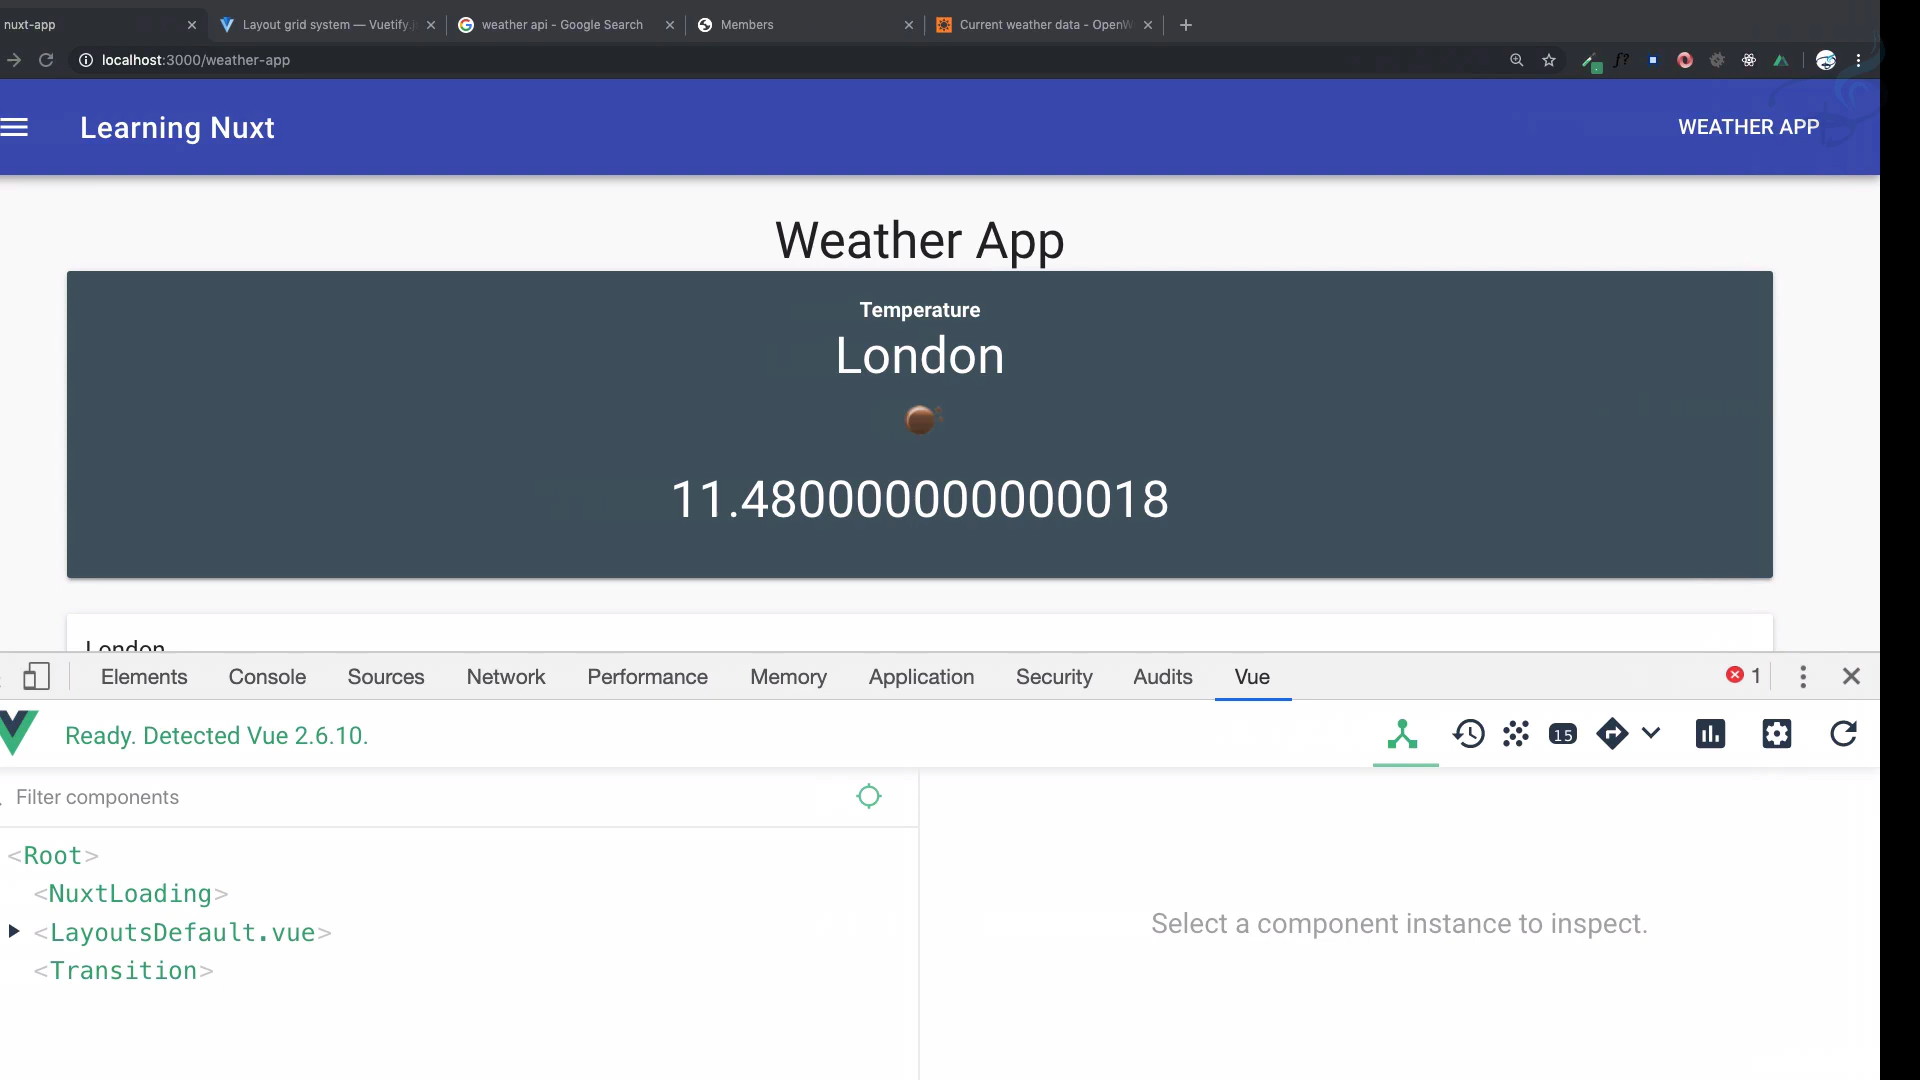 nuxt-app
Layout grid system — Vuetify.j
weather api - Google Search
Members
Current weather data - OpenW
localhost:3000/weather-app
f?
Learning Nuxt
WEATHER APP
Weather App
Temperature
London
11.480000000000018
London
Elements Console Sources Network Performance Memory Application Security Audits Vue
1
Ready. Detected Vue 2.6.10.
15
Filter components
<Root>
<NuxtLoading>
<LayoutsDefault.vue>
<Transition>
Select a component instance to inspect.